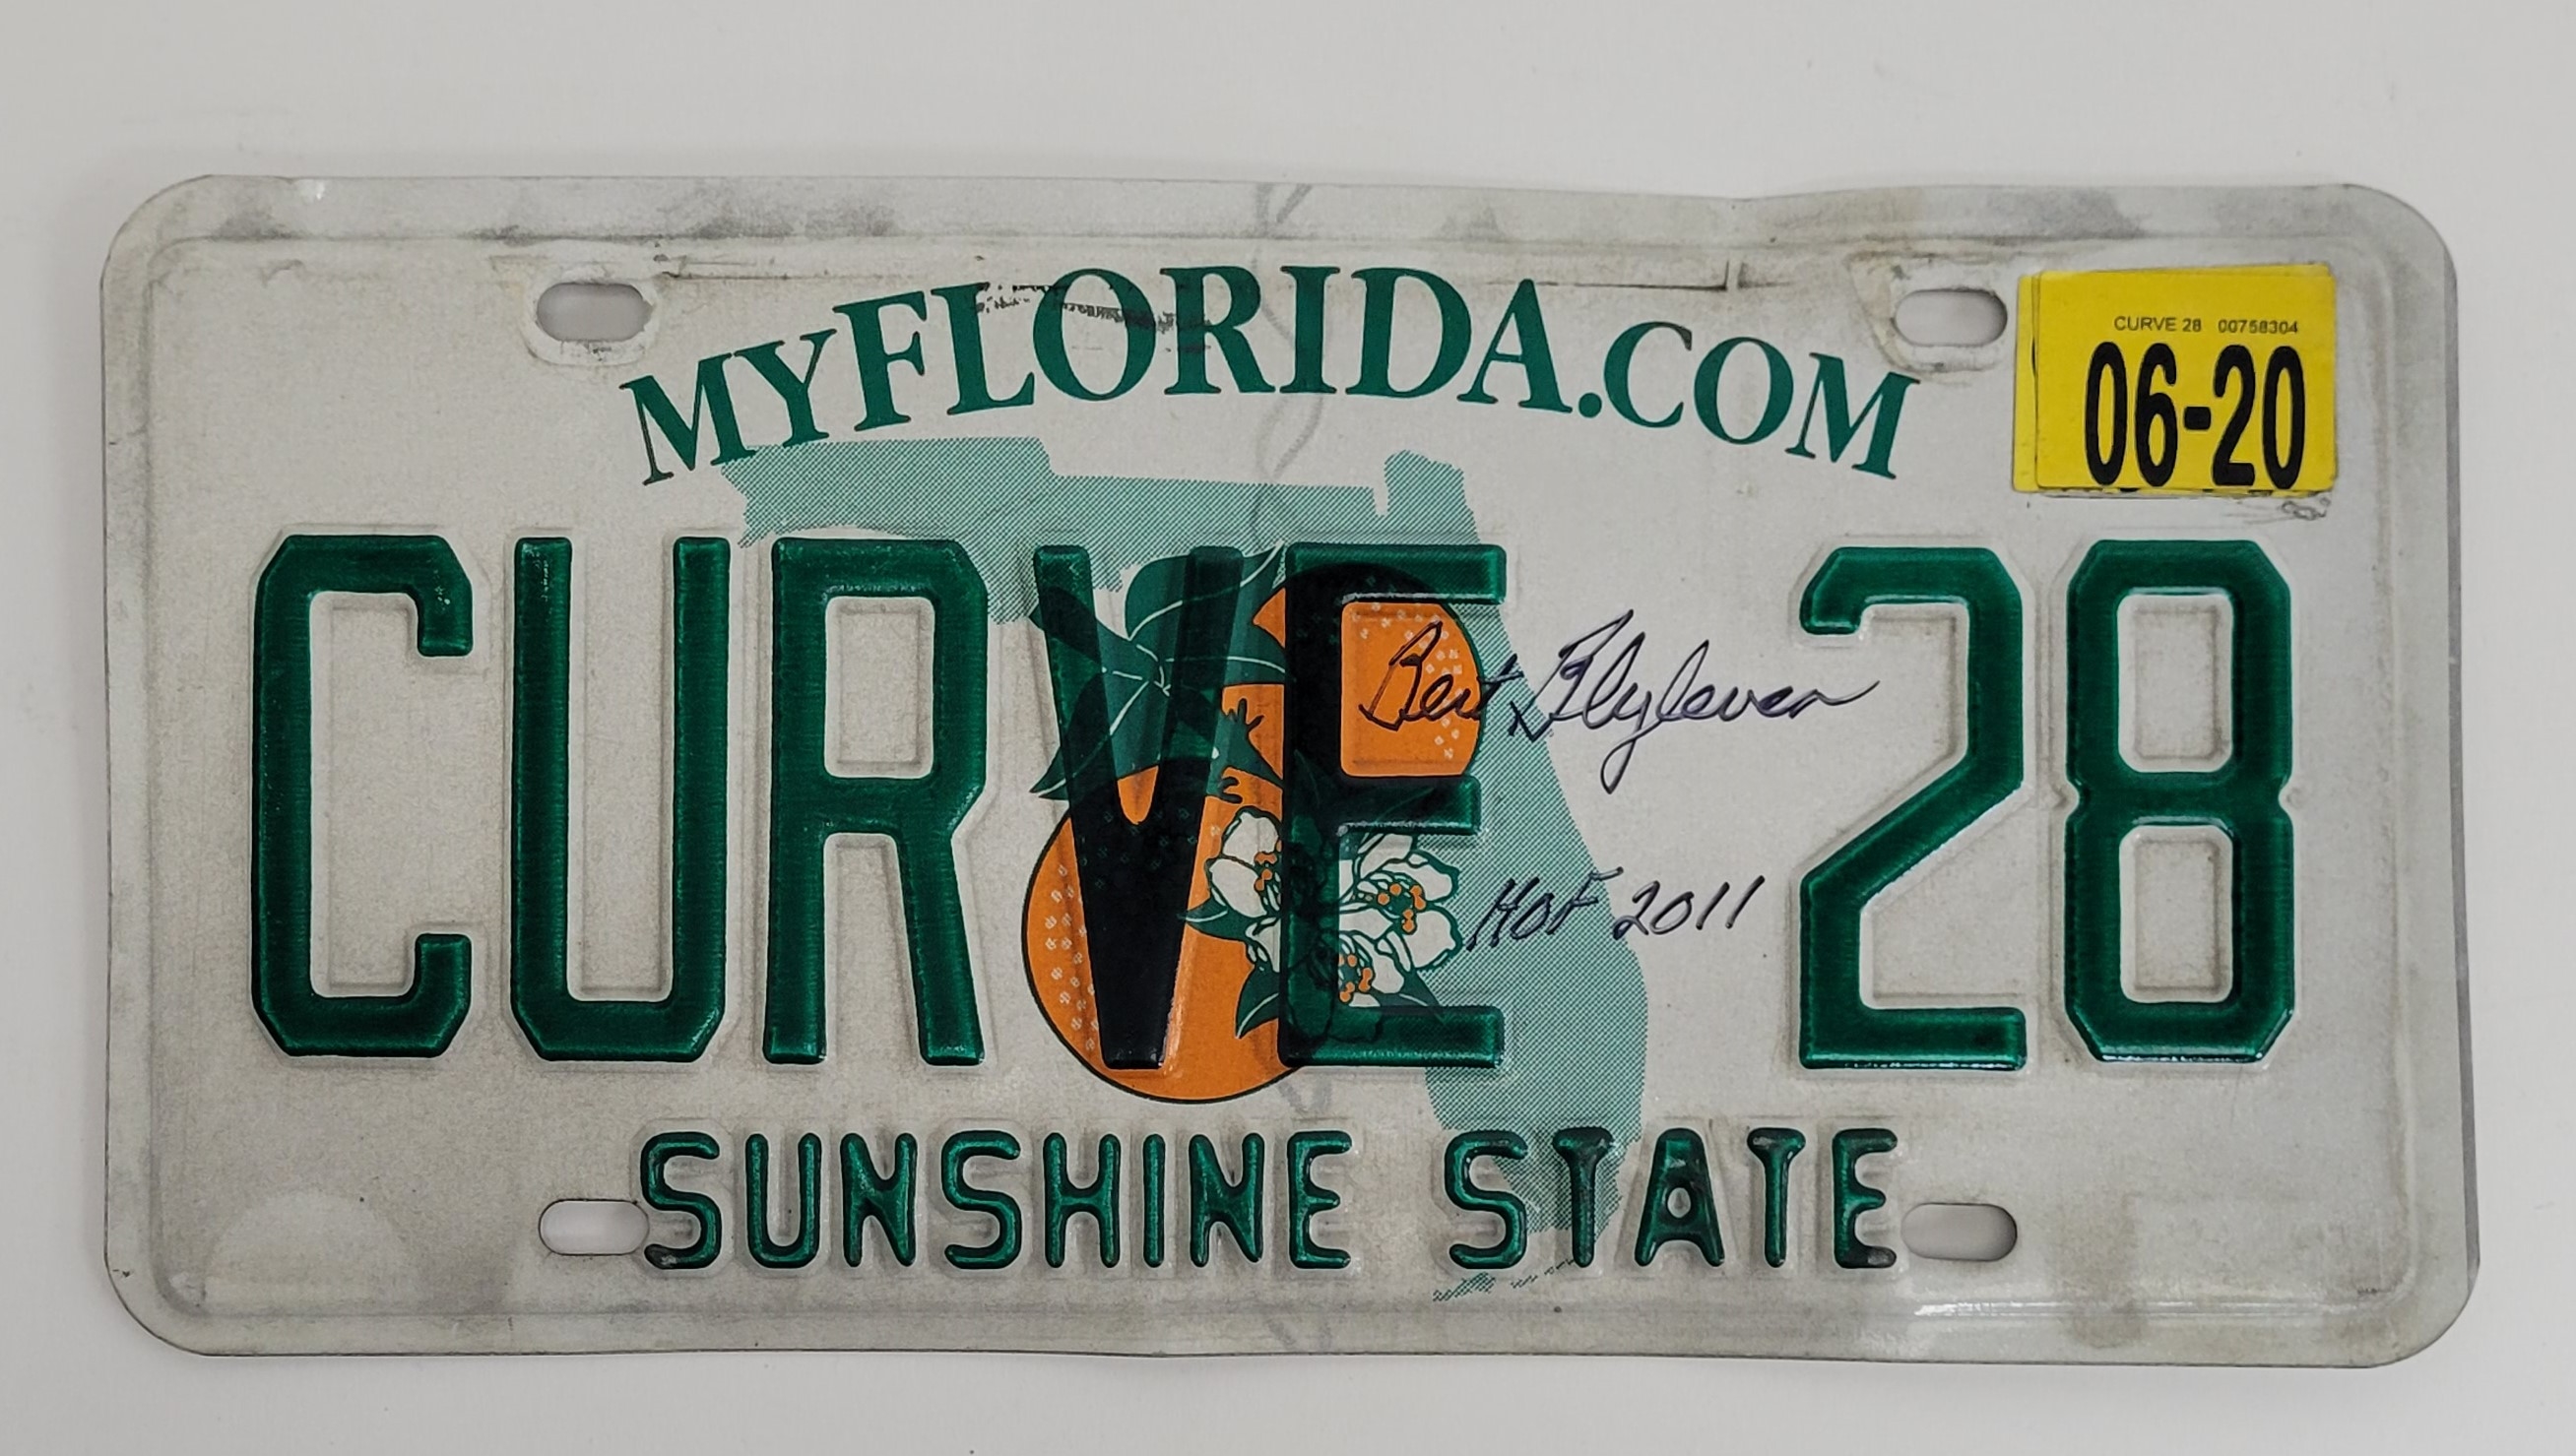 MYFLORIDA.COM
CURVE 28 00758304
06-20
CURVE 28
Bert Blyleven
HOF 2011
SUNSHINE STATE